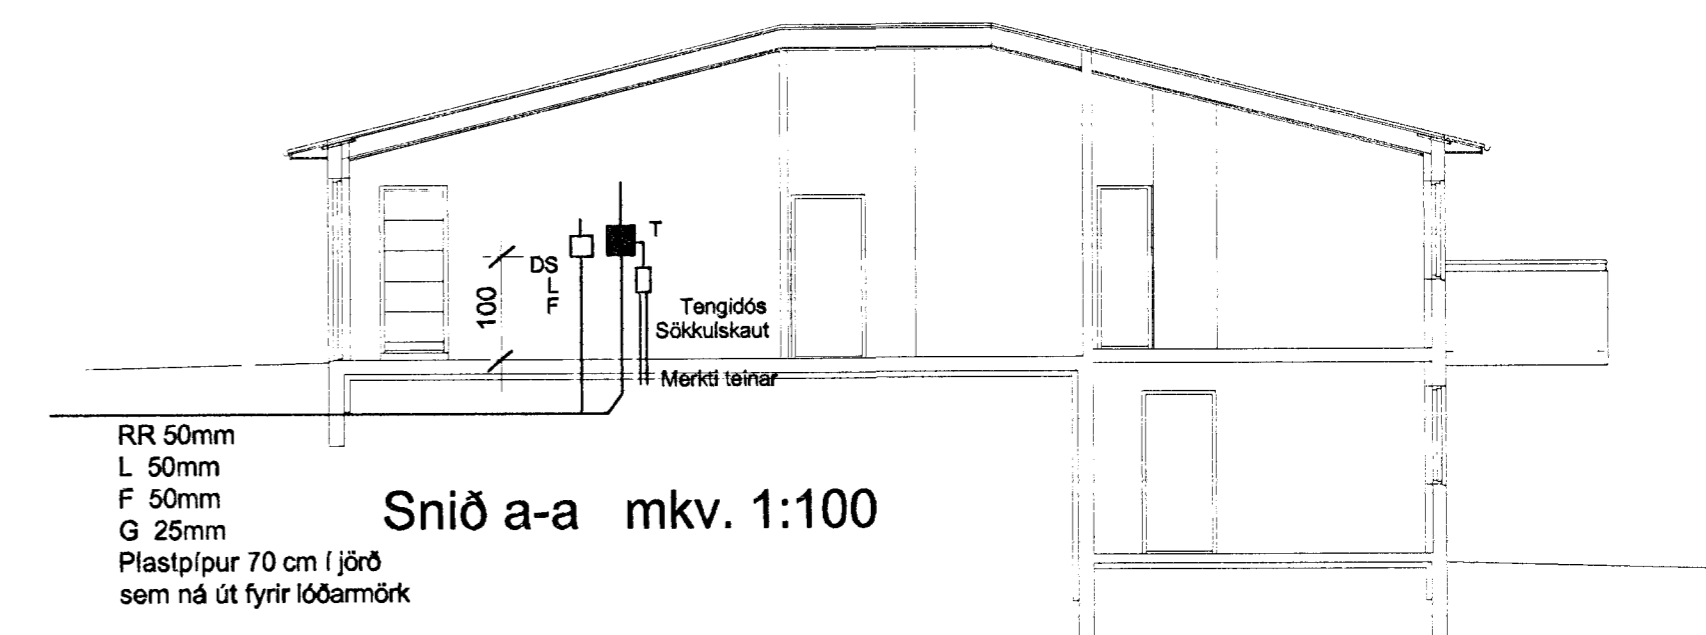 T
DS
L
F
100
Tengidós
Sökkulskaut
Merkti teinar
RR 50mm
L 50mm
F 50mm
G 25mm
Plastpípur 70 cm í jörð
sem ná út fyrir lóðarmörk
Snið a-a mkv. 1:100